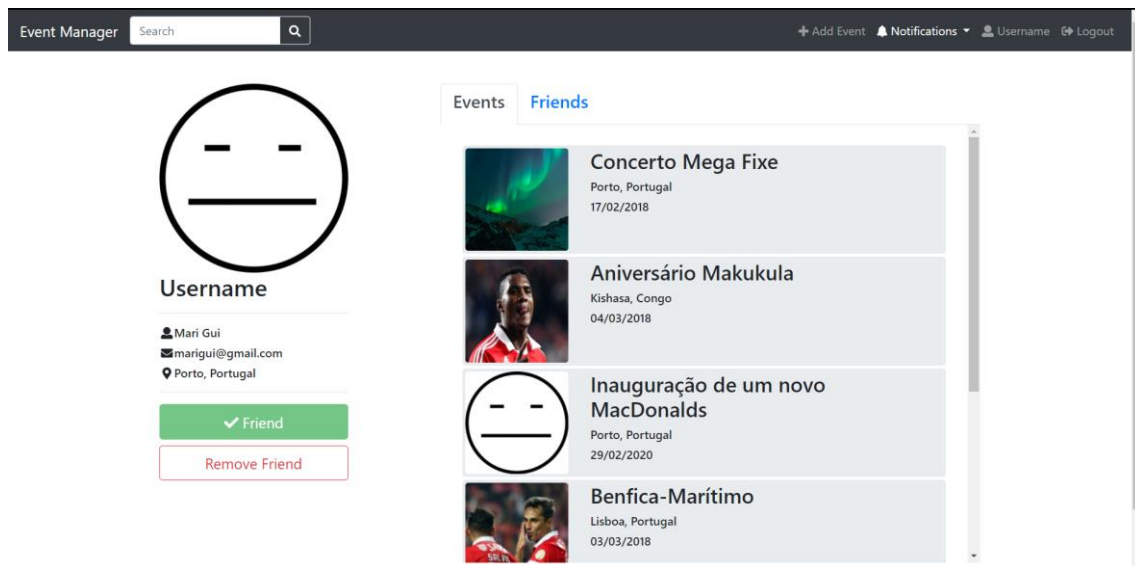 Event Manager Search Add Event Notifications Username Logout
Username
Mari Gui
marigui@gmail.com
Porto, Portugal
Friend
Remove Friend
Events Friends
Concerto Mega Fixe
Porto, Portugal
17/02/2018
Aniversário Makukula
Kishasa, Congo
04/03/2018
Inauguração de um novo
MacDonalds
Porto, Portugal
29/02/2020
Benfica-Marítimo
Lisboa, Portugal
03/03/2018